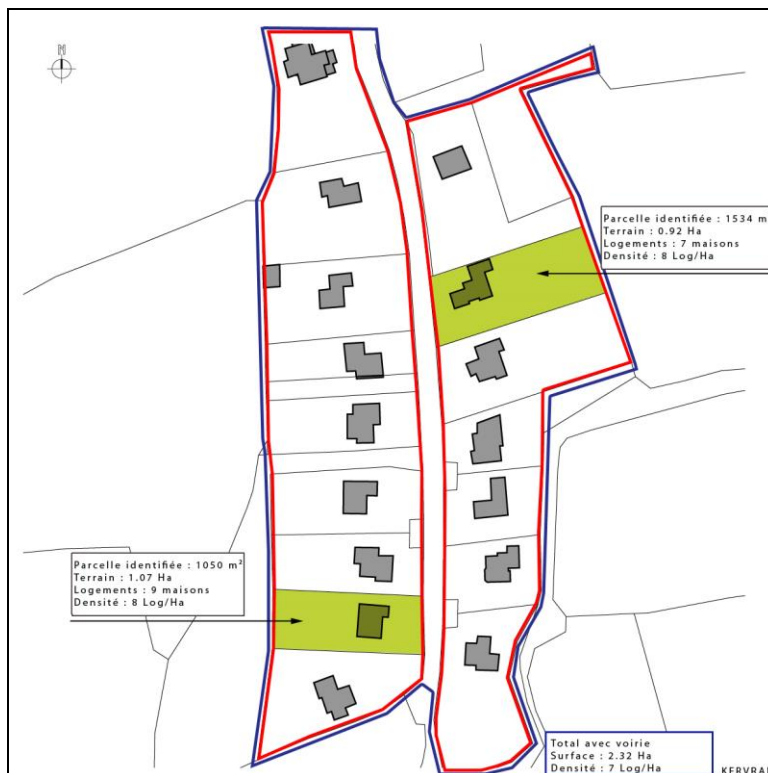 N
Parcelle identifiée : 1534 m
Terrain : 0.92 Ha
Logements : 7 maisons
Densité : 8 Log/Ha
Parcelle identifiée : 1050 m²
Terrain : 1.07 Ha
Logements : 9 maisons
Densité : 8 Log/Ha
Total avec voirie
Surface : 2.32 Ha
Densité : 7 Log/Ha
KERVRA